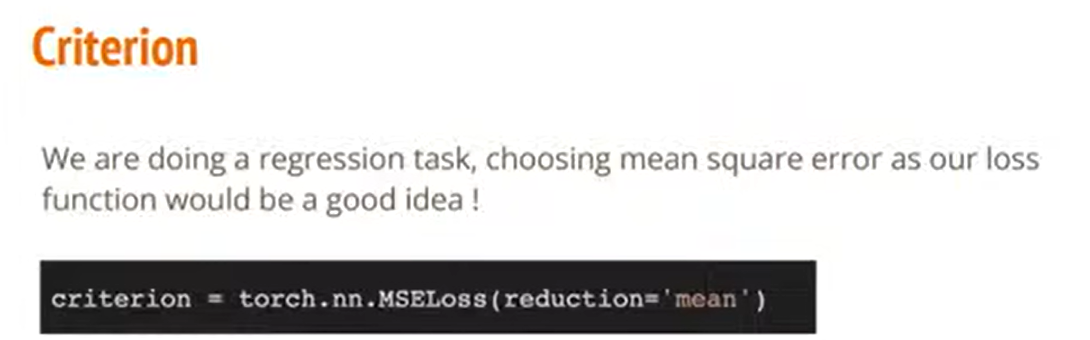 Criterion
We are doing a regression task, choosing mean square error as our loss
function would be a good idea !
criterion = torch.nn.MSELoss(reduction='mean')